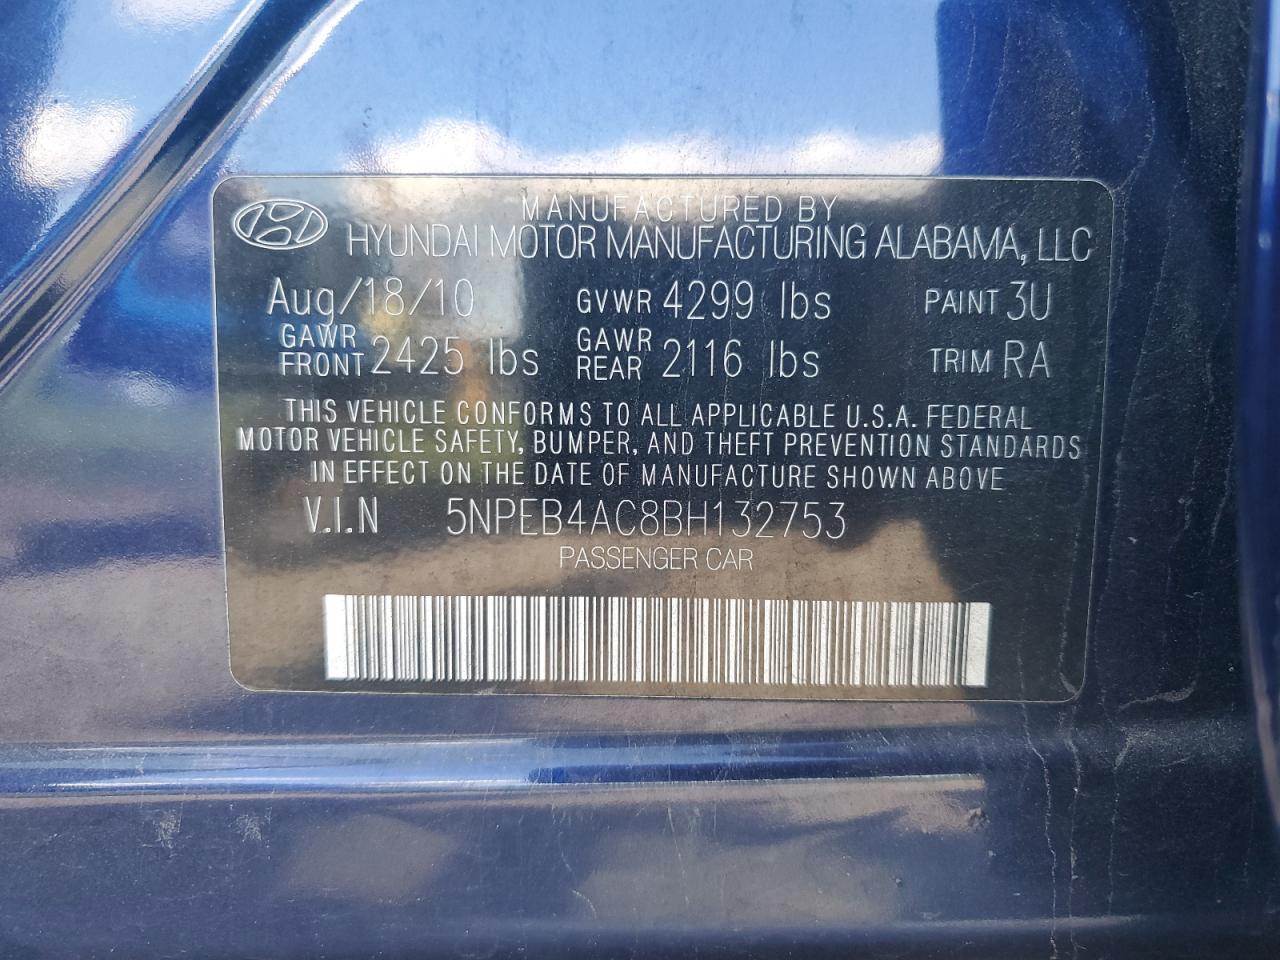 MANUFACTURED BY
HYUNDAI MOTOR MANUFACTURING ALABAMA, LLC
Aug/18/10 GVWR 4299 lbs PAINT 3U
GAWR FRONT 2425 lbs GAWR REAR 2116 lbs TRIM RA
THIS VEHICLE CONFORMS TO ALL APPLICABLE U.S.A. FEDERAL
MOTOR VEHICLE SAFETY, BUMPER, AND THEFT PREVENTION STANDARDS
IN EFFECT ON THE DATE OF MANUFACTURE SHOWN ABOVE
V.I.N 5NPEB4AC8BH132753
PASSENGER CAR